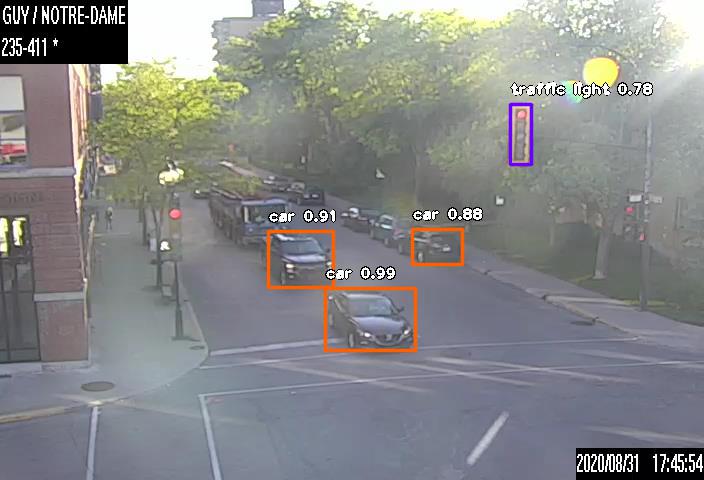 GUY / NOTRE-DAME
235-411 *
traffic light 0.78
car 0.91
car 0.88
car 0.99
2020/08/31 17:45:54